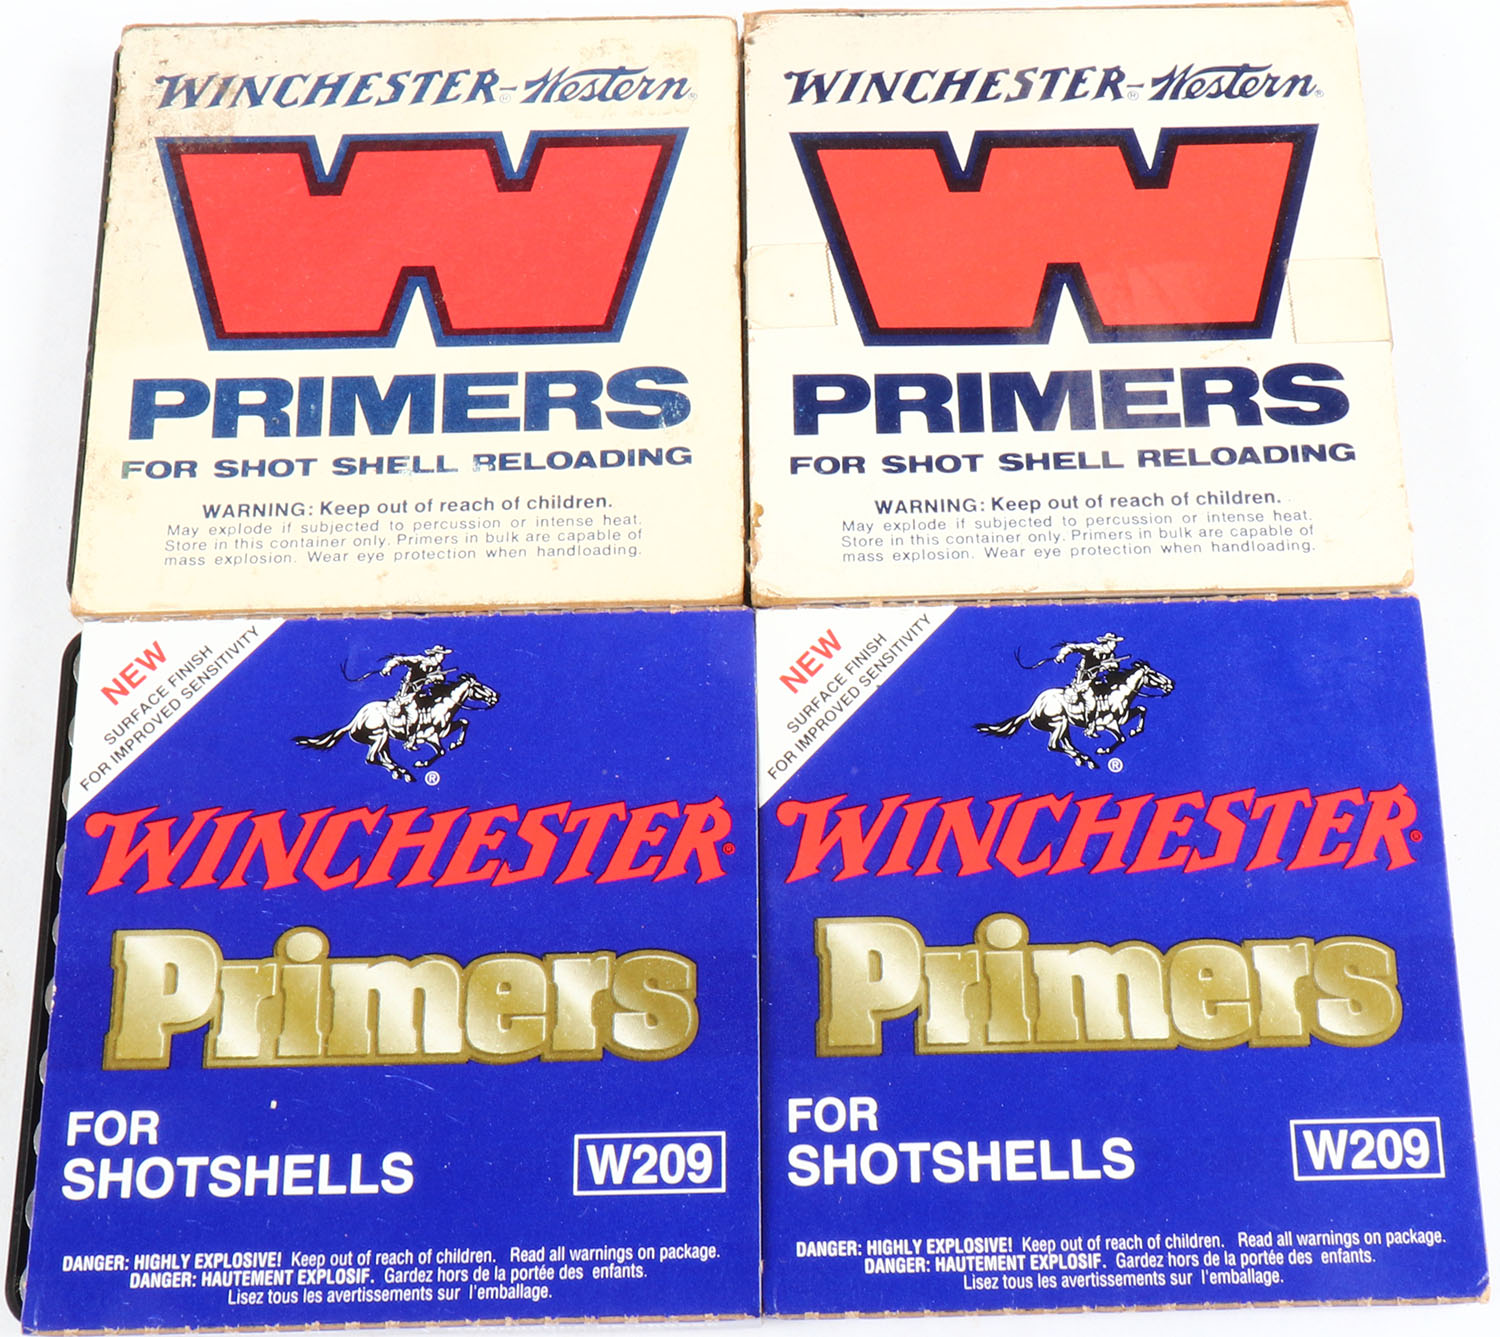 WINCHESTER®-Western®
PRIMERS
FOR SHOT SHELL RELOADING
WARNING: Keep out of reach of children.
May explode if subjected to percussion or intense heat.
Store in this container only. Primers in bulk are capable of
mass explosion. Wear eye protection when handloading.
WINCHESTER®-Western®
PRIMERS
FOR SHOT SHELL RELOADING
WARNING: Keep out of reach of children.
May explode if subjected to percussion or intense heat.
Store in this container only. Primers in bulk are capable of
mass explosion. Wear eye protection when handloading.
NEW
SURFACE FINISH
FOR IMPROVED SENSITIVITY
®
WINCHESTER®
Primers
FOR
SHOTSHELLS
W209
DANGER: HIGHLY EXPLOSIVE! Keep out of reach of children. Read all warnings on package.
DANGER: HAUTEMENT EXPLOSIF. Gardez hors de la portée des enfants.
Lisez tous les avertissements sur l'emballage.
NEW
SURFACE FINISH
FOR IMPROVED SENSITIVITY
®
WINCHESTER®
Primers
FOR
SHOTSHELLS
W209
DANGER: HIGHLY EXPLOSIVE! Keep out of reach of children. Read all warnings on package.
DANGER: HAUTEMENT EXPLOSIF. Gardez hors de la portée des enfants.
Lisez tous les avertissements sur l'emballage.